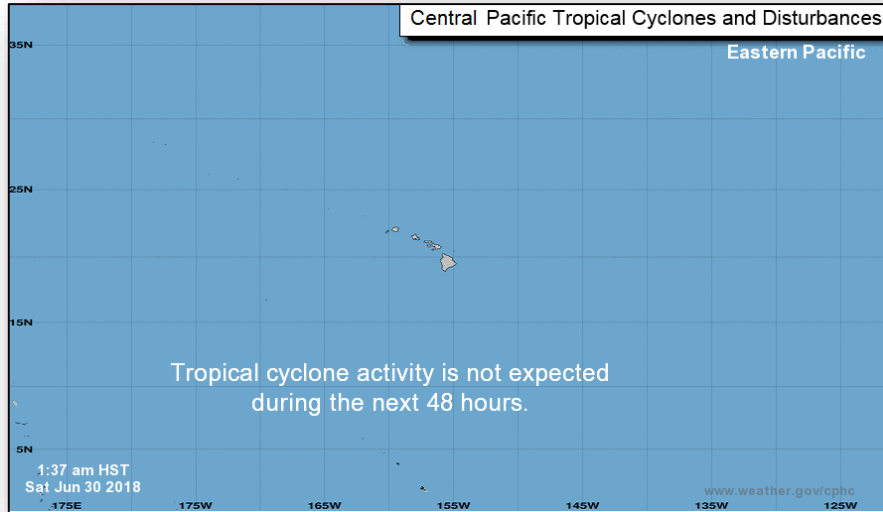 Central Pacific Tropical Cyclones and Disturbances
35N
Eastern Pacific
25N
15N
Tropical cyclone activity is not expected
during the next 48 hours.
5N
1:37 am HST
Sat Jun 30 2018
www.weather.gov/cphc
175E 175W 165W 155W 145W 135W 125W